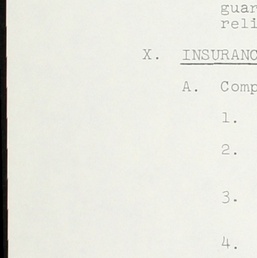 guar
reli
X. INSURANC
A. Comp
1.
2.
3.
4.